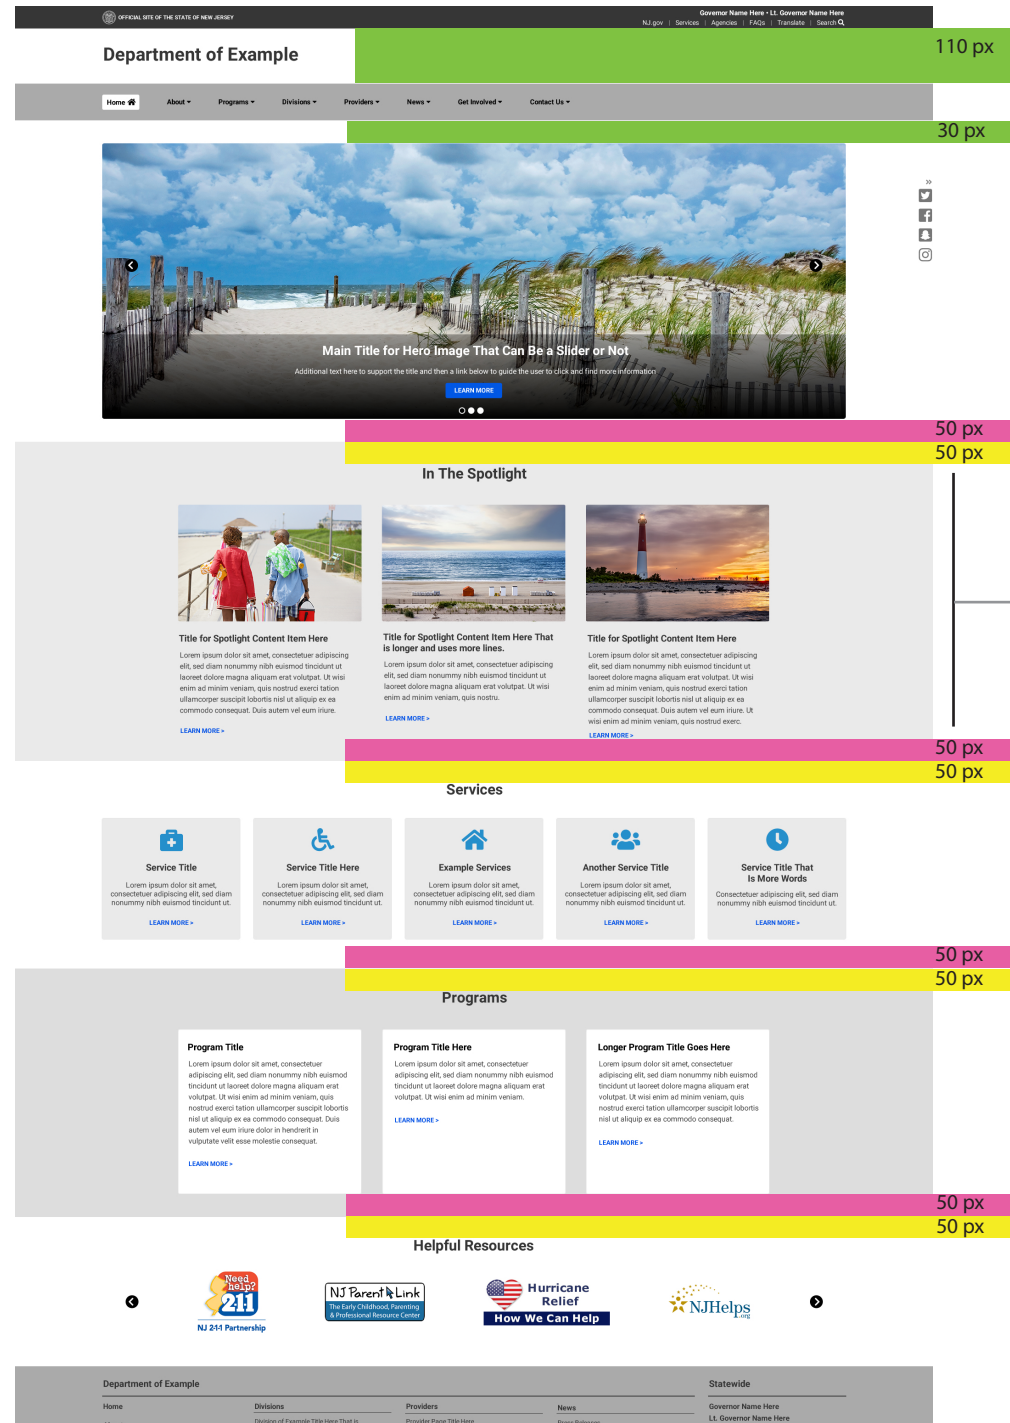 OFFICIAL SITE OF THE STATE OF NEW JERSEY
Governor Name Here • Lt. Governor Name Here
NJ.gov | Services | Agencies | FAQs | Translate | Search
Department of Example
110 px
Home About Programs Divisions Providers News Get Involved Contact Us
30 px
»
Main Title for Hero Image That Can Be a Slider or Not
Additional text here to support the title and then a link below to guide the user to click and find more information
LEARN MORE
50 px
50 px
In The Spotlight
Title for Spotlight Content Item Here
Lorem ipsum dolor sit amet, consectetuer adipiscing
elit, sed diam nonummy nibh euismod tincidunt ut
laoreet dolore magna aliquam erat volutpat. Ut wisi
enim ad minim veniam, quis nostrud exerci tation
ullamcorper suscipit lobortis nisl ut aliquip ex ea
commodo consequat. Duis autem vel eum iriure.
LEARN MORE >
Title for Spotlight Content Item Here That
is longer and uses more lines.
Lorem ipsum dolor sit amet, consectetuer adipiscing
elit, sed diam nonummy nibh euismod tincidunt ut
laoreet dolore magna aliquam erat volutpat. Ut wisi
enim ad minim veniam, quis nostru.
LEARN MORE >
Title for Spotlight Content Item Here
Lorem ipsum dolor sit amet, consectetuer adipiscing
elit, sed diam nonummy nibh euismod tincidunt ut
laoreet dolore magna aliquam erat volutpat. Ut wisi
enim ad minim veniam, quis nostrud exerci tation
ullamcorper suscipit lobortis nisl ut aliquip ex ea
commodo consequat. Duis autem vel eum iriure. Ut
wisi enim ad minim veniam, quis nostrud exerc.
LEARN MORE >
50 px
50 px
Services
Service Title
Lorem ipsum dolor sit amet,
consectetuer adipiscing elit, sed diam
nonummy nibh euismod tincidunt ut.
LEARN MORE >
Service Title Here
Lorem ipsum dolor sit amet,
consectetuer adipiscing elit, sed diam
nonummy nibh euismod tincidunt ut.
LEARN MORE >
Example Services
Lorem ipsum dolor sit amet,
consectetuer adipiscing elit, sed diam
nonummy nibh euismod tincidunt ut.
LEARN MORE >
Another Service Title
Lorem ipsum dolor sit amet,
consectetuer adipiscing elit, sed diam
nonummy nibh euismod tincidunt ut.
LEARN MORE >
Service Title That
Is More Words
Consectetuer adipiscing elit, sed diam
nonummy nibh euismod tincidunt ut.
LEARN MORE >
50 px
50 px
Programs
Program Title
Lorem ipsum dolor sit amet, consectetuer
adipiscing elit, sed diam nonummy nibh euismod
tincidunt ut laoreet dolore magna aliquam erat
volutpat. Ut wisi enim ad minim veniam, quis
nostrud exerci tation ullamcorper suscipit lobortis
nisl ut aliquip ex ea commodo consequat. Duis
autem vel eum iriure dolor in hendrerit in
vulputate velit esse molestie consequat.
LEARN MORE >
Program Title Here
Lorem ipsum dolor sit amet, consectetuer
adipiscing elit, sed diam nonummy nibh euismod
tincidunt ut laoreet dolore magna aliquam erat
volutpat. Ut wisi enim ad minim veniam.
LEARN MORE >
Longer Program Title Goes Here
Lorem ipsum dolor sit amet, consectetuer
adipiscing elit, sed diam nonummy nibh euismod
tincidunt ut laoreet dolore magna aliquam erat
volutpat. Ut wisi enim ad minim veniam, quis
nostrud exerci tation ullamcorper suscipit lobortis
nisl ut aliquip ex ea commodo consequat.
LEARN MORE >
50 px
50 px
Helpful Resources
Need
help?
211
NJ 2-1-1 Partnership
NJ Parent Link
The Early Childhood, Parenting
& Professional Resource Center
Hurricane
Relief
How We Can Help
NJHelps
.org
Department of Example
Statewide
Home
Divisions
Division of Example Title Here That is
Providers
Provider Page Title Here
News
Press Releases
Governor Name Here
Lt. Governor Name Here